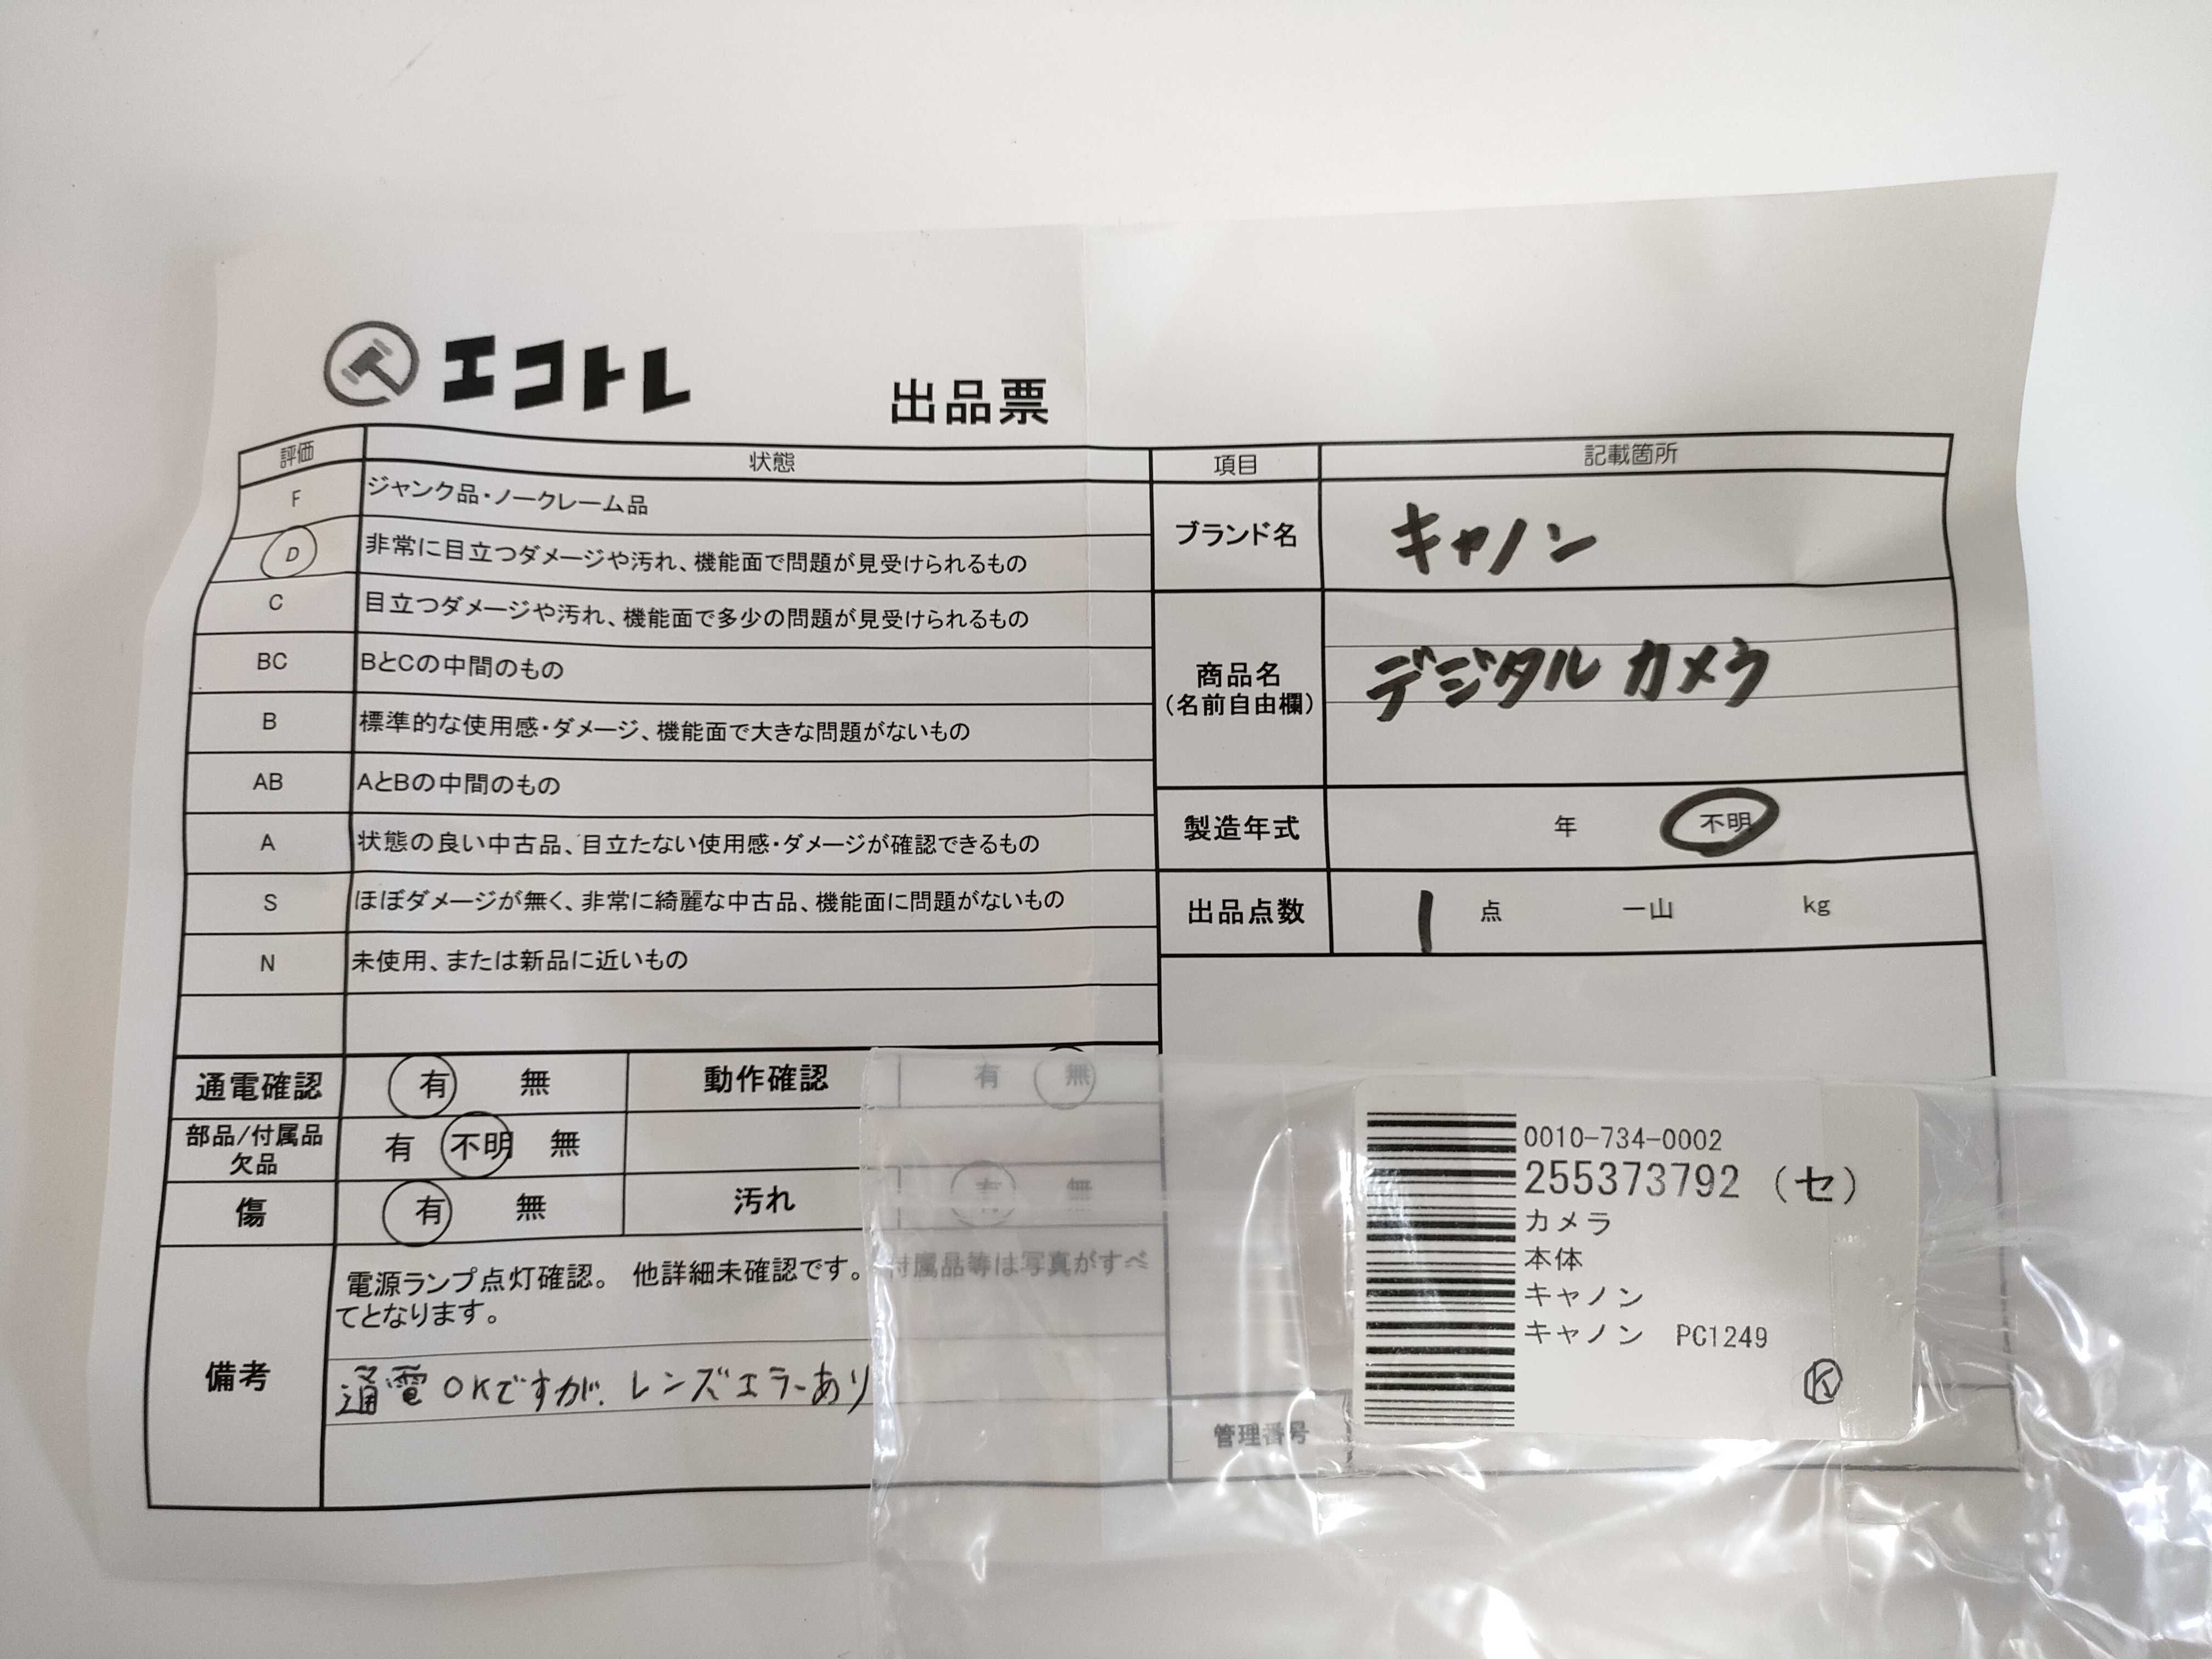 エコトレ
出品票
評価 状態
F ジャンク品・ノークレーム品
D 非常に目立つダメージや汚れ、機能面で問題が見受けられるもの
C 目立つダメージや汚れ、機能面で多少の問題が見受けられるもの
BC BとCの中間のもの
B 標準的な使用感・ダメージ、機能面で大きな問題がないもの
AB AとBの中間のもの
A 状態の良い中古品、目立たない使用感・ダメージが確認できるもの
S ほぼダメージが無く、非常に綺麗な中古品、機能面に問題がないもの
N 未使用、または新品に近いもの
項目 記載箇所
ブランド名 キャノン
商品名
(名前自由欄)
デジタルカメラ
製造年式 年 不明
出品点数 1 点 一山 kg
通電確認 有 無 動作確認 有 無
部品/付属品
欠品
有 不明 無
傷 有 無 汚れ 有 無
備考
電源ランプ点灯確認。 他詳細未確認です。 付属品等は写真がすべ
てとなります。
通電OKですが、レンズエラーあり
管理番号
0010-734-0002
255373792 (セ)
カメラ
本体
キャノン
キャノン PC1249
K